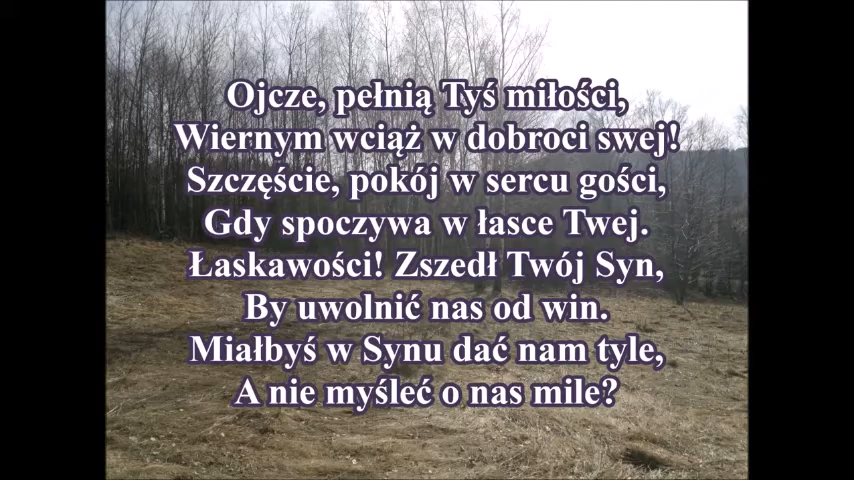 Ojcze, pełnią Tyś miłości,
Wiernym wciąż w dobroci swej!
Szczęście, pokój w sercu gości,
Gdy spoczywa w łasce Twej.
Łaskawości! Zszedł Twój Syn,
By uwolnić nas od win.
Miałbyś w Synu dać nam tyle,
A nie myśleć o nas mile?